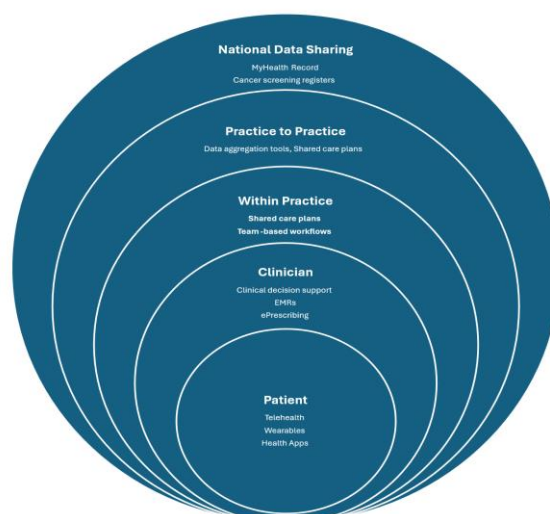 National Data Sharing
MyHealth Record
Cancer screening registers
Practice to Practice
Data aggregation tools, Shared care plans
Within Practice
Shared care plans
Team-based workflows
Clinician
Clinical decision support
EMRs
ePrescribing
Patient
Telehealth
Wearables
Health Apps